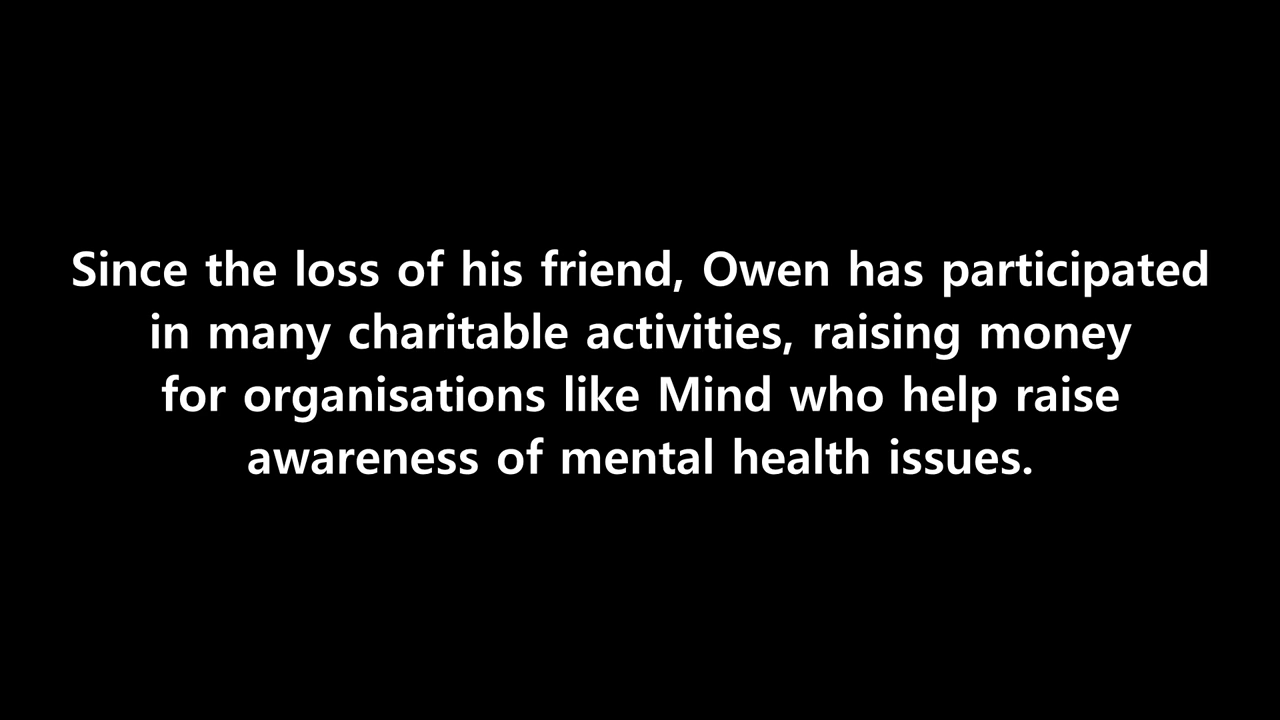 Since the loss of his friend, Owen has participated
in many charitable activities, raising money
for organisations like Mind who help raise
awareness of mental health issues.